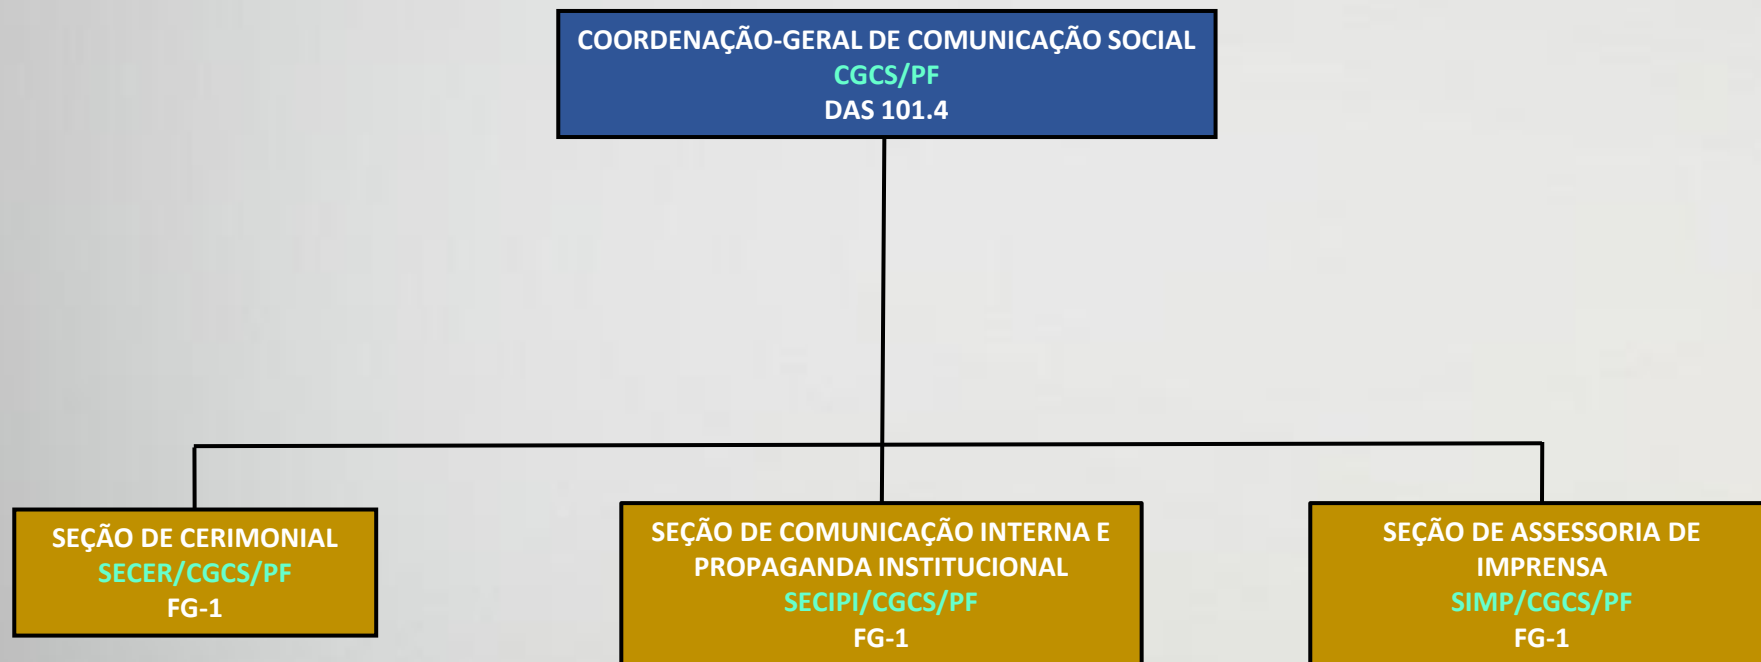 COORDENAÇÃO-GERAL DE COMUNICAÇÃO SOCIAL
CGCS/PF
DAS 101.4
SEÇÃO DE CERIMONIAL
SECER/CGCS/PF
FG-1
SEÇÃO DE COMUNICAÇÃO INTERNA E
PROPAGANDA INSTITUCIONAL
SECIPI/CGCS/PF
FG-1
SEÇÃO DE ASSESSORIA DE
IMPRENSA
SIMP/CGCS/PF
FG-1